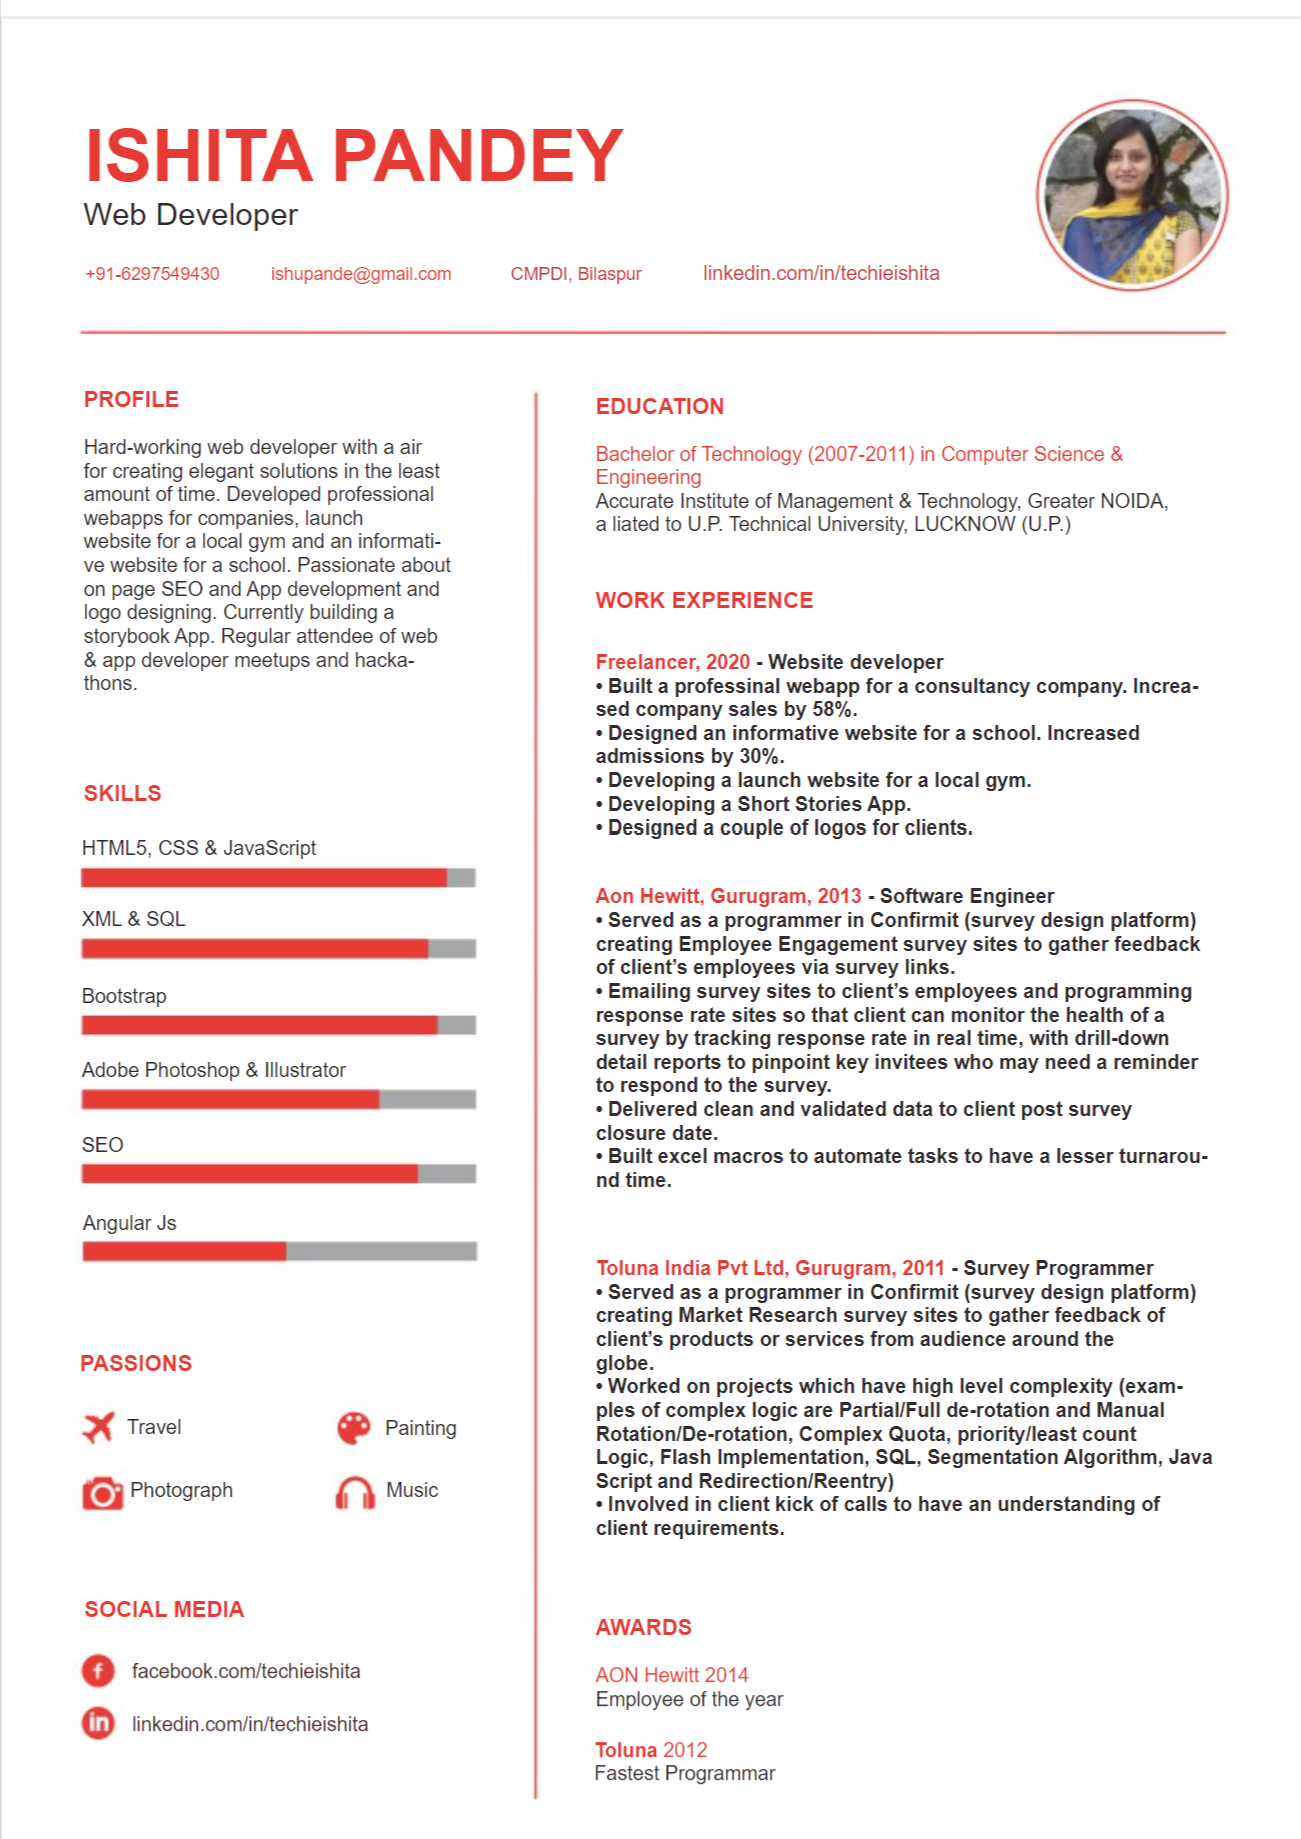 ISHITA PANDEY
Web Developer
+91-6297549430 ishupande@gmail.com CMPDI, Bilaspur linkedin.com/in/techieishita
PROFILE
Hard-working web developer with a air
for creating elegant solutions in the least
amount of time. Developed professional
webapps for companies, launch
website for a local gym and an informati-
ve website for a school. Passionate about
on page SEO and App development and
logo designing. Currently building a
storybook App. Regular attendee of web
& app developer meetups and hacka-
thons.
SKILLS
HTML5, CSS & JavaScript
XML & SQL
Bootstrap
Adobe Photoshop & Illustrator
SEO
Angular Js
PASSIONS
Travel
Painting
Photograph
Music
SOCIAL MEDIA
facebook.com/techieishita
linkedin.com/in/techieishita
EDUCATION
Bachelor of Technology (2007-2011) in Computer Science &
Engineering
Accurate Institute of Management & Technology, Greater NOIDA,
a liated to U.P. Technical University, LUCKNOW (U.P.)
WORK EXPERIENCE
Freelancer, 2020 - Website developer
• Built a professinal webapp for a consultancy company. Increa-
sed company sales by 58%.
• Designed an informative website for a school. Increased
admissions by 30%.
• Developing a launch website for a local gym.
• Developing a Short Stories App.
• Designed a couple of logos for clients.
Aon Hewitt, Gurugram, 2013 - Software Engineer
• Served as a programmer in Confirmit (survey design platform)
creating Employee Engagement survey sites to gather feedback
of client’s employees via survey links.
• Emailing survey sites to client’s employees and programming
response rate sites so that client can monitor the health of a
survey by tracking response rate in real time, with drill-down
detail reports to pinpoint key invitees who may need a reminder
to respond to the survey.
• Delivered clean and validated data to client post survey
closure date.
• Built excel macros to automate tasks to have a lesser turnarou-
nd time.
Toluna India Pvt Ltd, Gurugram, 2011 - Survey Programmer
• Served as a programmer in Confirmit (survey design platform)
creating Market Research survey sites to gather feedback of
client’s products or services from audience around the
globe.
• Worked on projects which have high level complexity (exam-
ples of complex logic are Partial/Full de-rotation and Manual
Rotation/De-rotation, Complex Quota, priority/least count
Logic, Flash Implementation, SQL, Segmentation Algorithm, Java
Script and Redirection/Reentry)
• Involved in client kick of calls to have an understanding of
client requirements.
AWARDS
AON Hewitt 2014
Employee of the year
Toluna 2012
Fastest Programmar